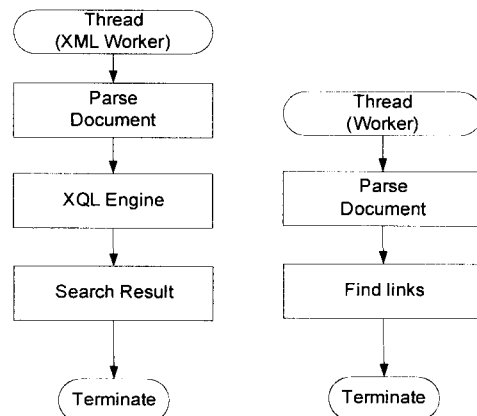 Thread
(XML Worker)
Parse
Document
XQL Engine
Search Result
Terminate
Thread
(Worker)
Parse
Document
Find links
Terminate